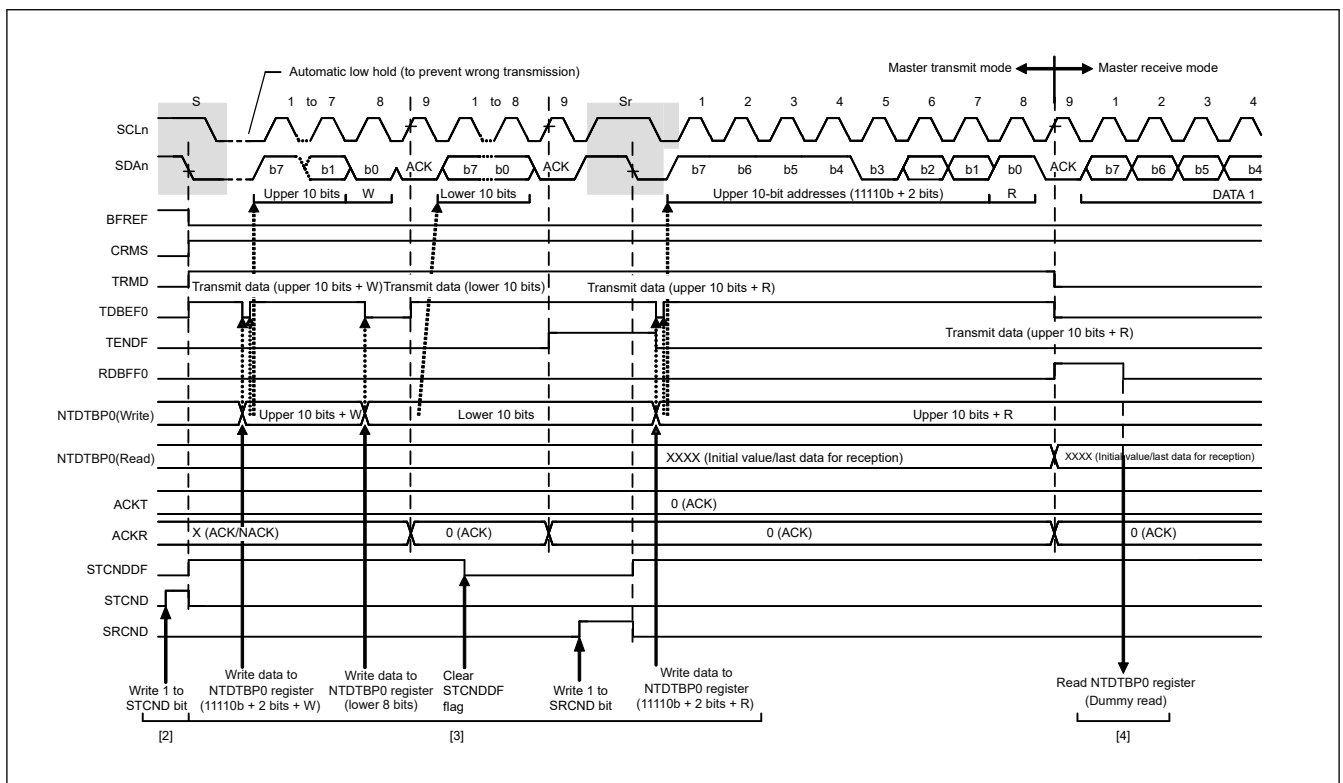 Automatic low hold (to prevent wrong transmission)
Master transmit mode Master receive mode
S 1 to 7 8 9 1 to 8 9 Sr 1 2 3 4 5 6 7 8 9 1 2 3 4
SCLn
SDAn b7 b1 b0 ACK b7 b0 ACK b7 b6 b5 b4 b3 b2 b1 b0 ACK b7 b6 b5 b4
Upper 10 bits W Lower 10 bits Upper 10-bit addresses (11110b + 2 bits) R DATA 1
BFREF
CRMS
TRMD
Transmit data (upper 10 bits + W) Transmit data (lower 10 bits) Transmit data (upper 10 bits + R)
TDBEF0
TENDF Transmit data (upper 10 bits + R)
RDBFF0
NTDTBP0(Write) Upper 10 bits + W Lower 10 bits Upper 10 + R
NTDTBP0(Read) XXXX (Initial value/last data for reception) XXXX (Initial value/last data for reception)
ACKT 0 (ACK)
ACKR X (ACK/NACK) 0 (ACK) 0 (ACK) 0 (ACK)
STCNDDF
STCND
SRCND
Write 1 to
STCND bit
Write data to
NTDTBP0 register
(11110b + 2 bits + W)
Write data to
NTDTBP0 register
(lower 8 bits)
Clear
STCNDDF
flag
Write 1 to
SRCND bit
Write data to
NTDTBP0 register
(11110b + 2 bits + R)
Read NTDTBP0 register
(Dummy read)
[2] [3] [4]